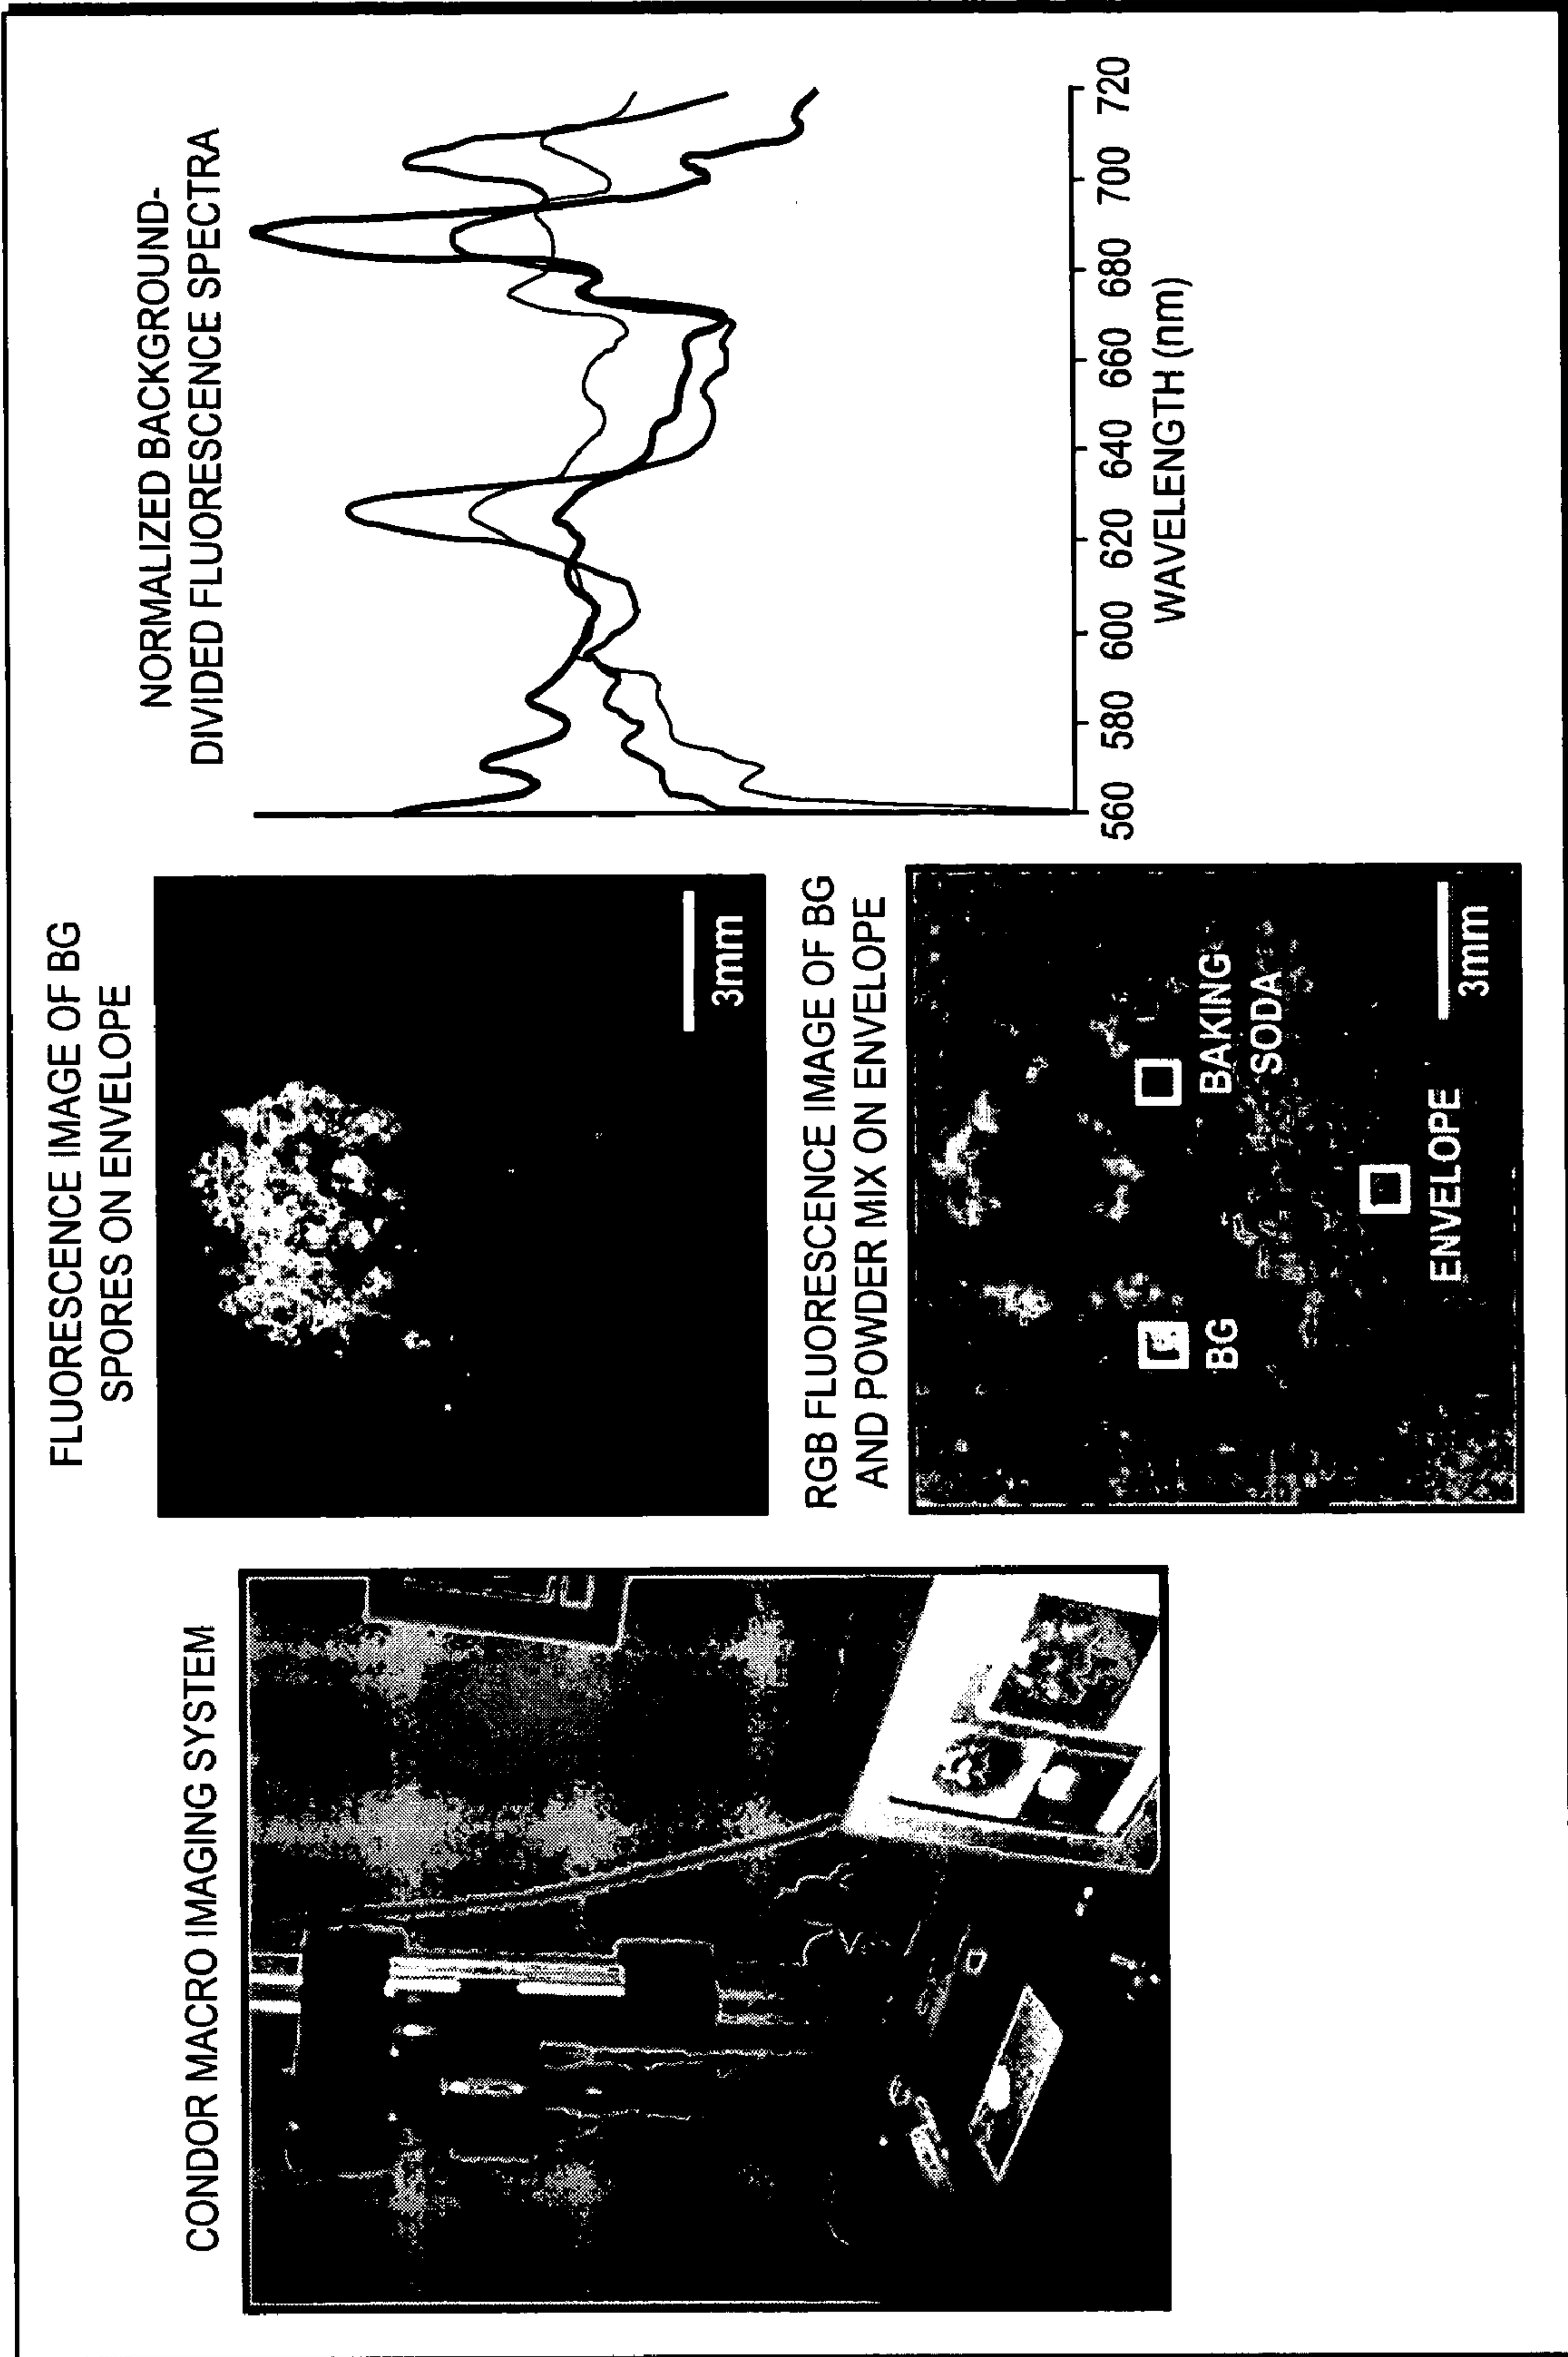 CONDOR MACRO IMAGING SYSTEM
FLUORESCENCE IMAGE OF BG
SPORES ON ENVELOPE
3mm
RGB FLUORESCENCE IMAGE OF BG
AND POWDER MIX ON ENVELOPE
BG
BAKING
SODA
ENVELOPE
3mm
NORMALIZED BACKGROUND-
DIVIDED FLUORESCENCE SPECTRA
560 580 600 620 640 660 680 700 720
WAVELENGTH (nm)